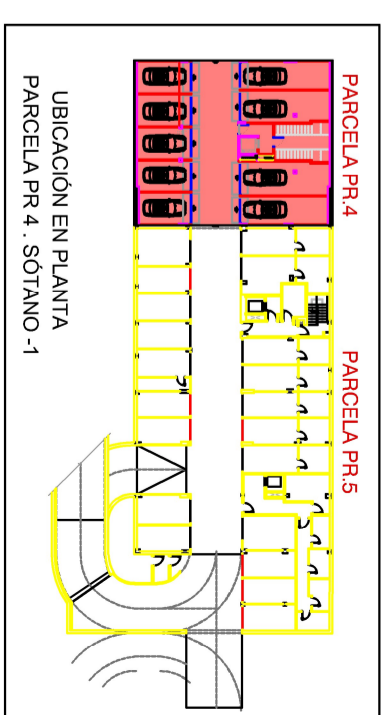 PARCELA PR.4
PARCELA PR.5
UBICACIÓN EN PLANTA
PARCELA PR 4 . SÓTANO -1